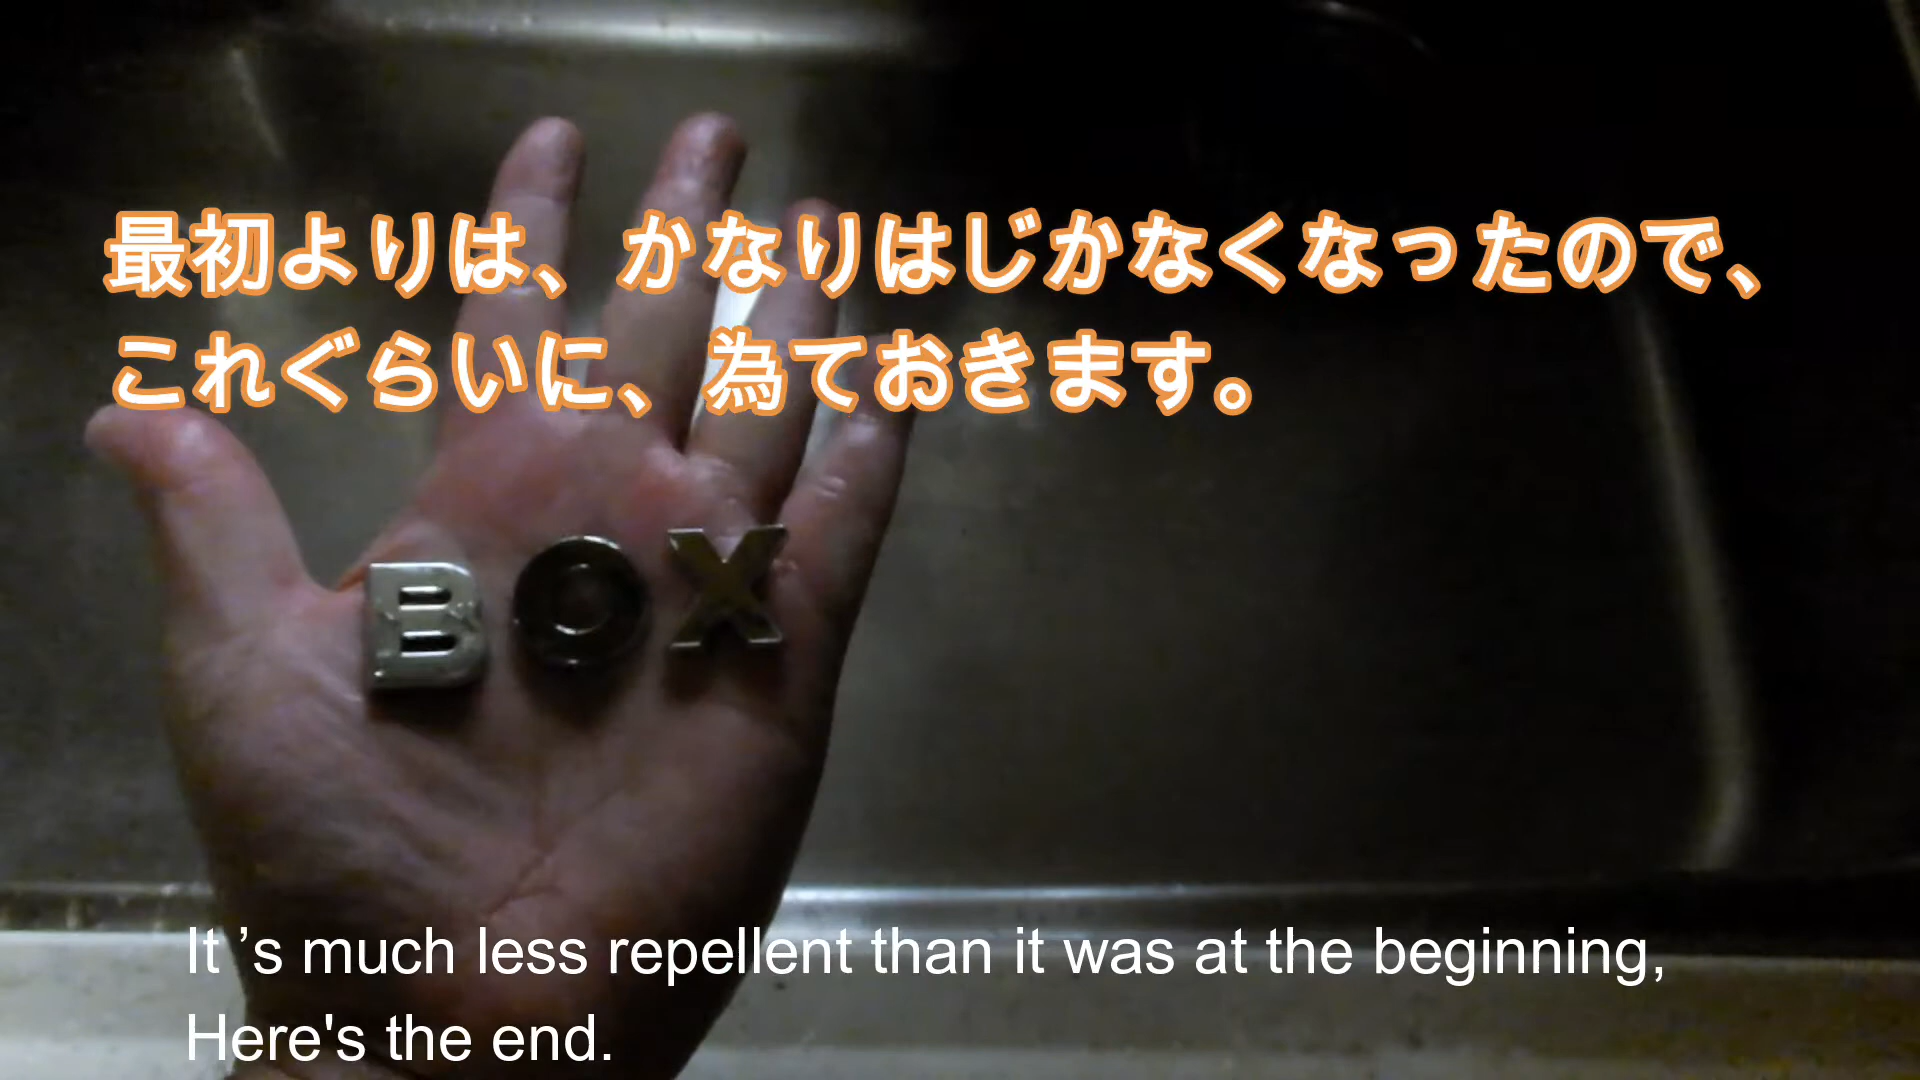 最初よりは、かなりはじかなくなったので、
これぐらいに、為ておきます。
BOX
It ’s much less repellent than it was at the beginning,
Here's the end.